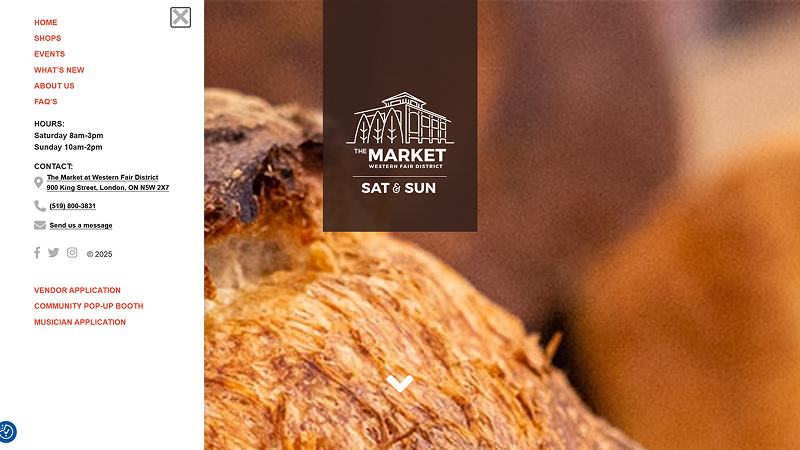 HOME
SHOPS
EVENTS
WHAT'S NEW
ABOUT US
FAQ'S
HOURS:
Saturday 8am-3pm
Sunday 10am-2pm
CONTACT:
The Market at Western Fair District
900 King Street, London, ON N5W 2X7
(519) 800-3831
Send us a message
© 2025
VENDOR APPLICATION
COMMUNITY POP-UP BOOTH
MUSICIAN APPLICATION
THE MARKET
WESTERN FAIR DISTRICT
SAT & SUN